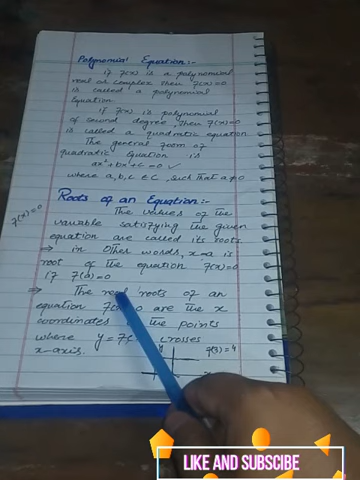 Polynomial Equation:-
if f(x) is a polynomial
real or complex then f(x)=0
is called a polynomial
Equation
if f(x) is polynomial
of second degree, Then f(x)=0
is called a quadratic equation
The general form of
quadratic equation is
ax²+bx+c=0 ✓
where a,b,c ∈ C, such that a≠0
Roots of an Equation:-
f(x)=0
The values of the
variable satisfying the given
equation are called its roots
⇒ in other words, x=a is
root of the equation f(x)=0
if f(a)=0
⇒ The real roots of an
equation =0 are the x
coordinates the points
where y= crosses
x-axis.
y
f(3)=4
LIKE AND SUBSCIBE